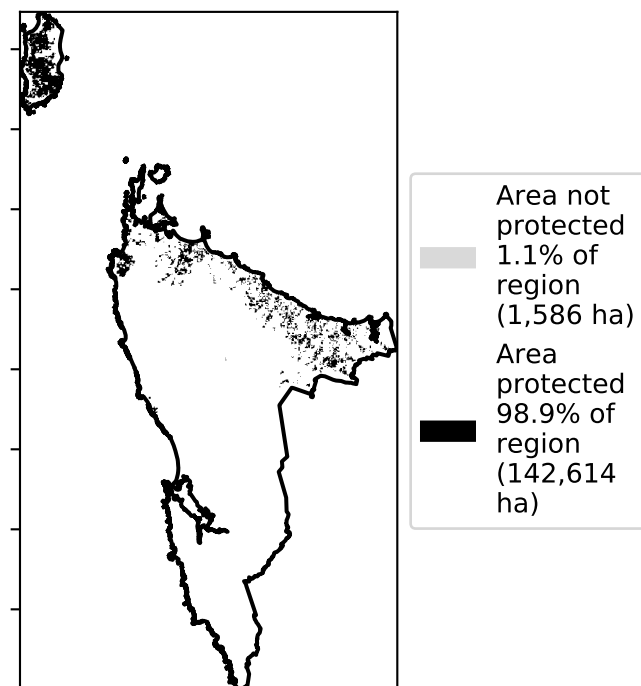 Area not
protected
1.1% of
region
(1,586 ha)
Area
protected
98.9% of
region
(142,614
ha)